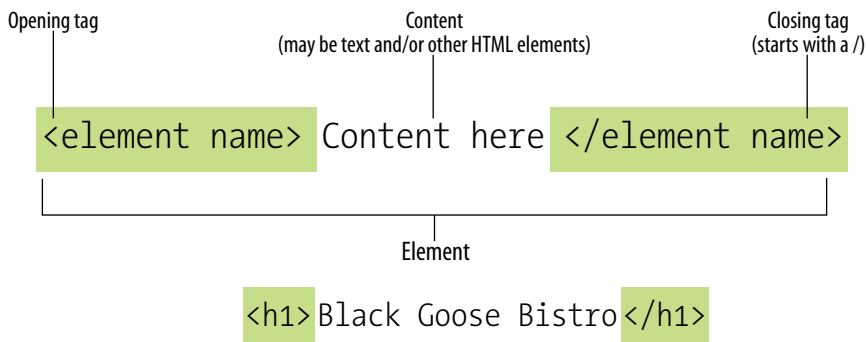 Opening tag
Content
(may be text and/or other HTML elements)
Closing tag
(starts with a /)
<element name> Content here </element name>
Element
<h1>Black Goose Bistro</h1>